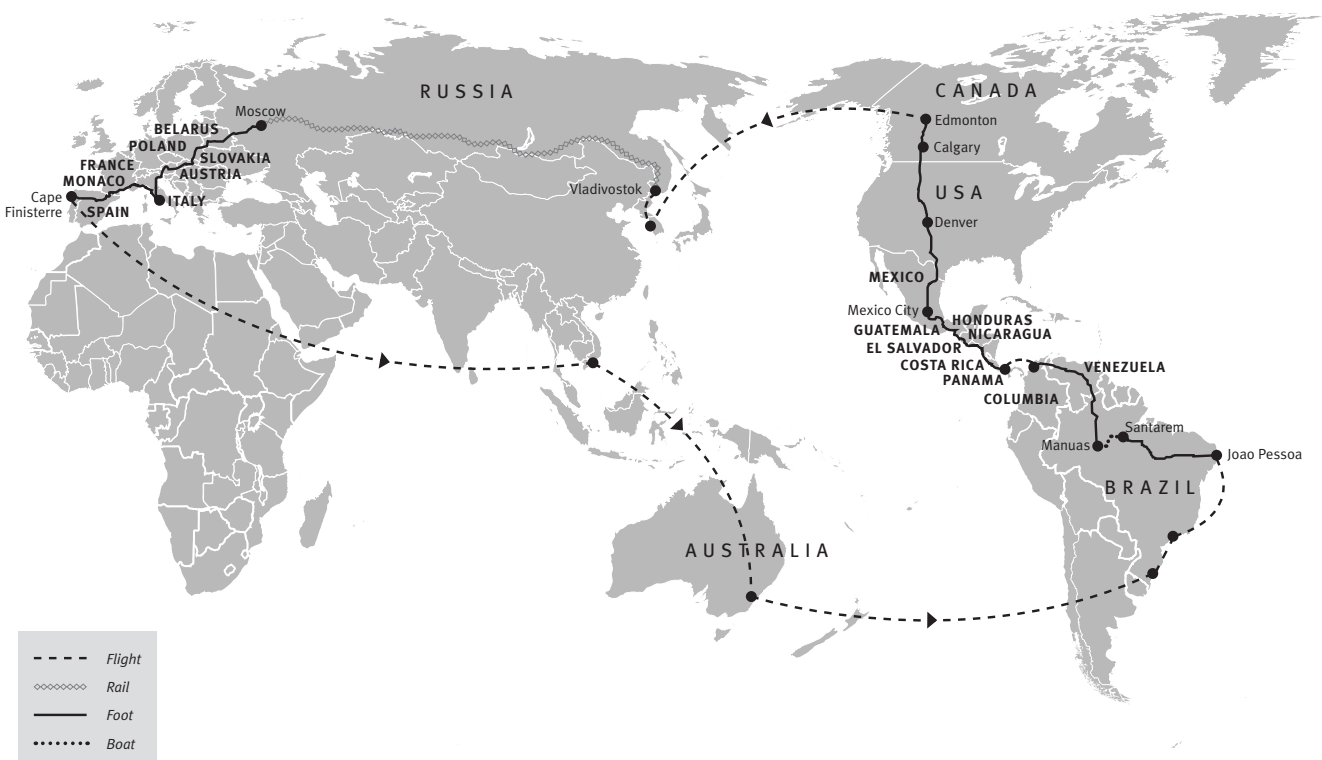 RUSSIA
CANADA
Moscow
Edmonton
BELARUS
POLAND
Calgary
SLOVAKIA
FRANCE
AUSTRIA
MONACO
Vladivostok
USA
Cape
Finisterre
ITALY
SPAIN
Denver
MEXICO
Mexico City
HONDURAS
GUATEMALA
NICARAGUA
EL SALVADOR
COSTA RICA
VENEZUELA
PANAMA
COLUMBIA
Santarem
Manuas
Joao Pessoa
BRAZIL
AUSTRALIA
Flight
Rail
Foot
Boat